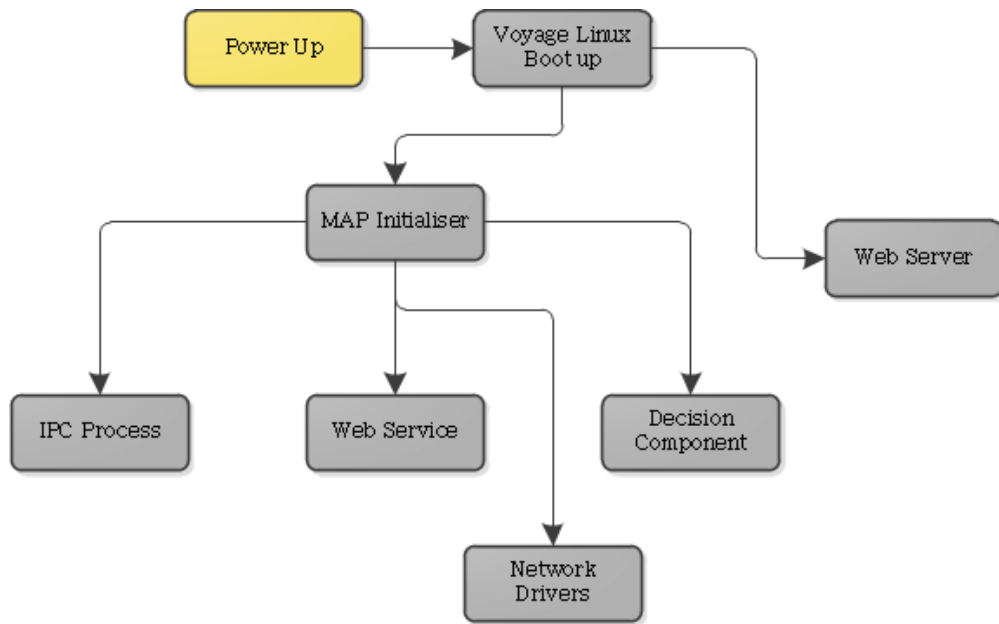 Power Up
Voyage Linux
Boot up
MAP Initialiser
Web Server
IPC Process
Web Service
Decision
Component
Network
Drivers